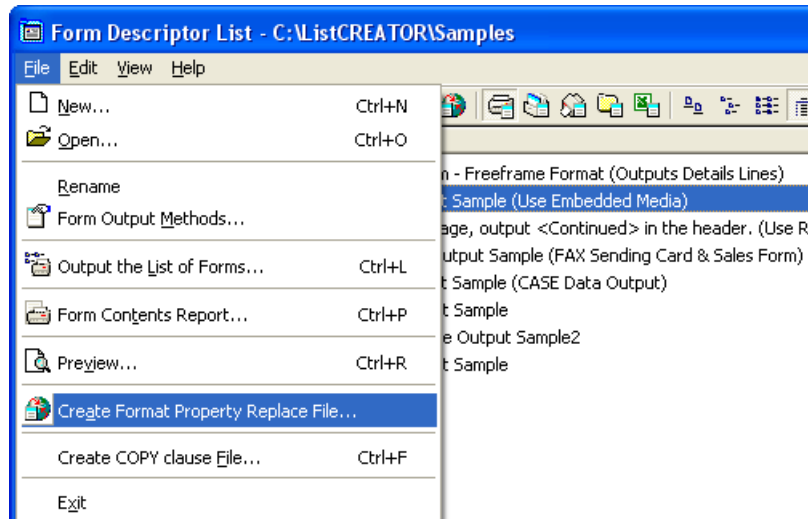 Form Descriptor List - C:\ListCREATOR\Samples
File Edit View Help
New... Ctrl+N
Open... Ctrl+O
Rename
Form Output Methods...
Output the List of Forms... Ctrl+L
Form Contents Report... Ctrl+P
Preview... Ctrl+R
Create Format Property Replace File...
Create COPY clause File... Ctrl+F
Exit
- Freeframe Format (Outputs Details Lines)
t Sample (Use Embedded Media)
age, output <Continued> in the header. (Use R
utput Sample (FAX Sending Card & Sales Form)
t Sample (CASE Data Output)
t Sample
e Output Sample2
t Sample